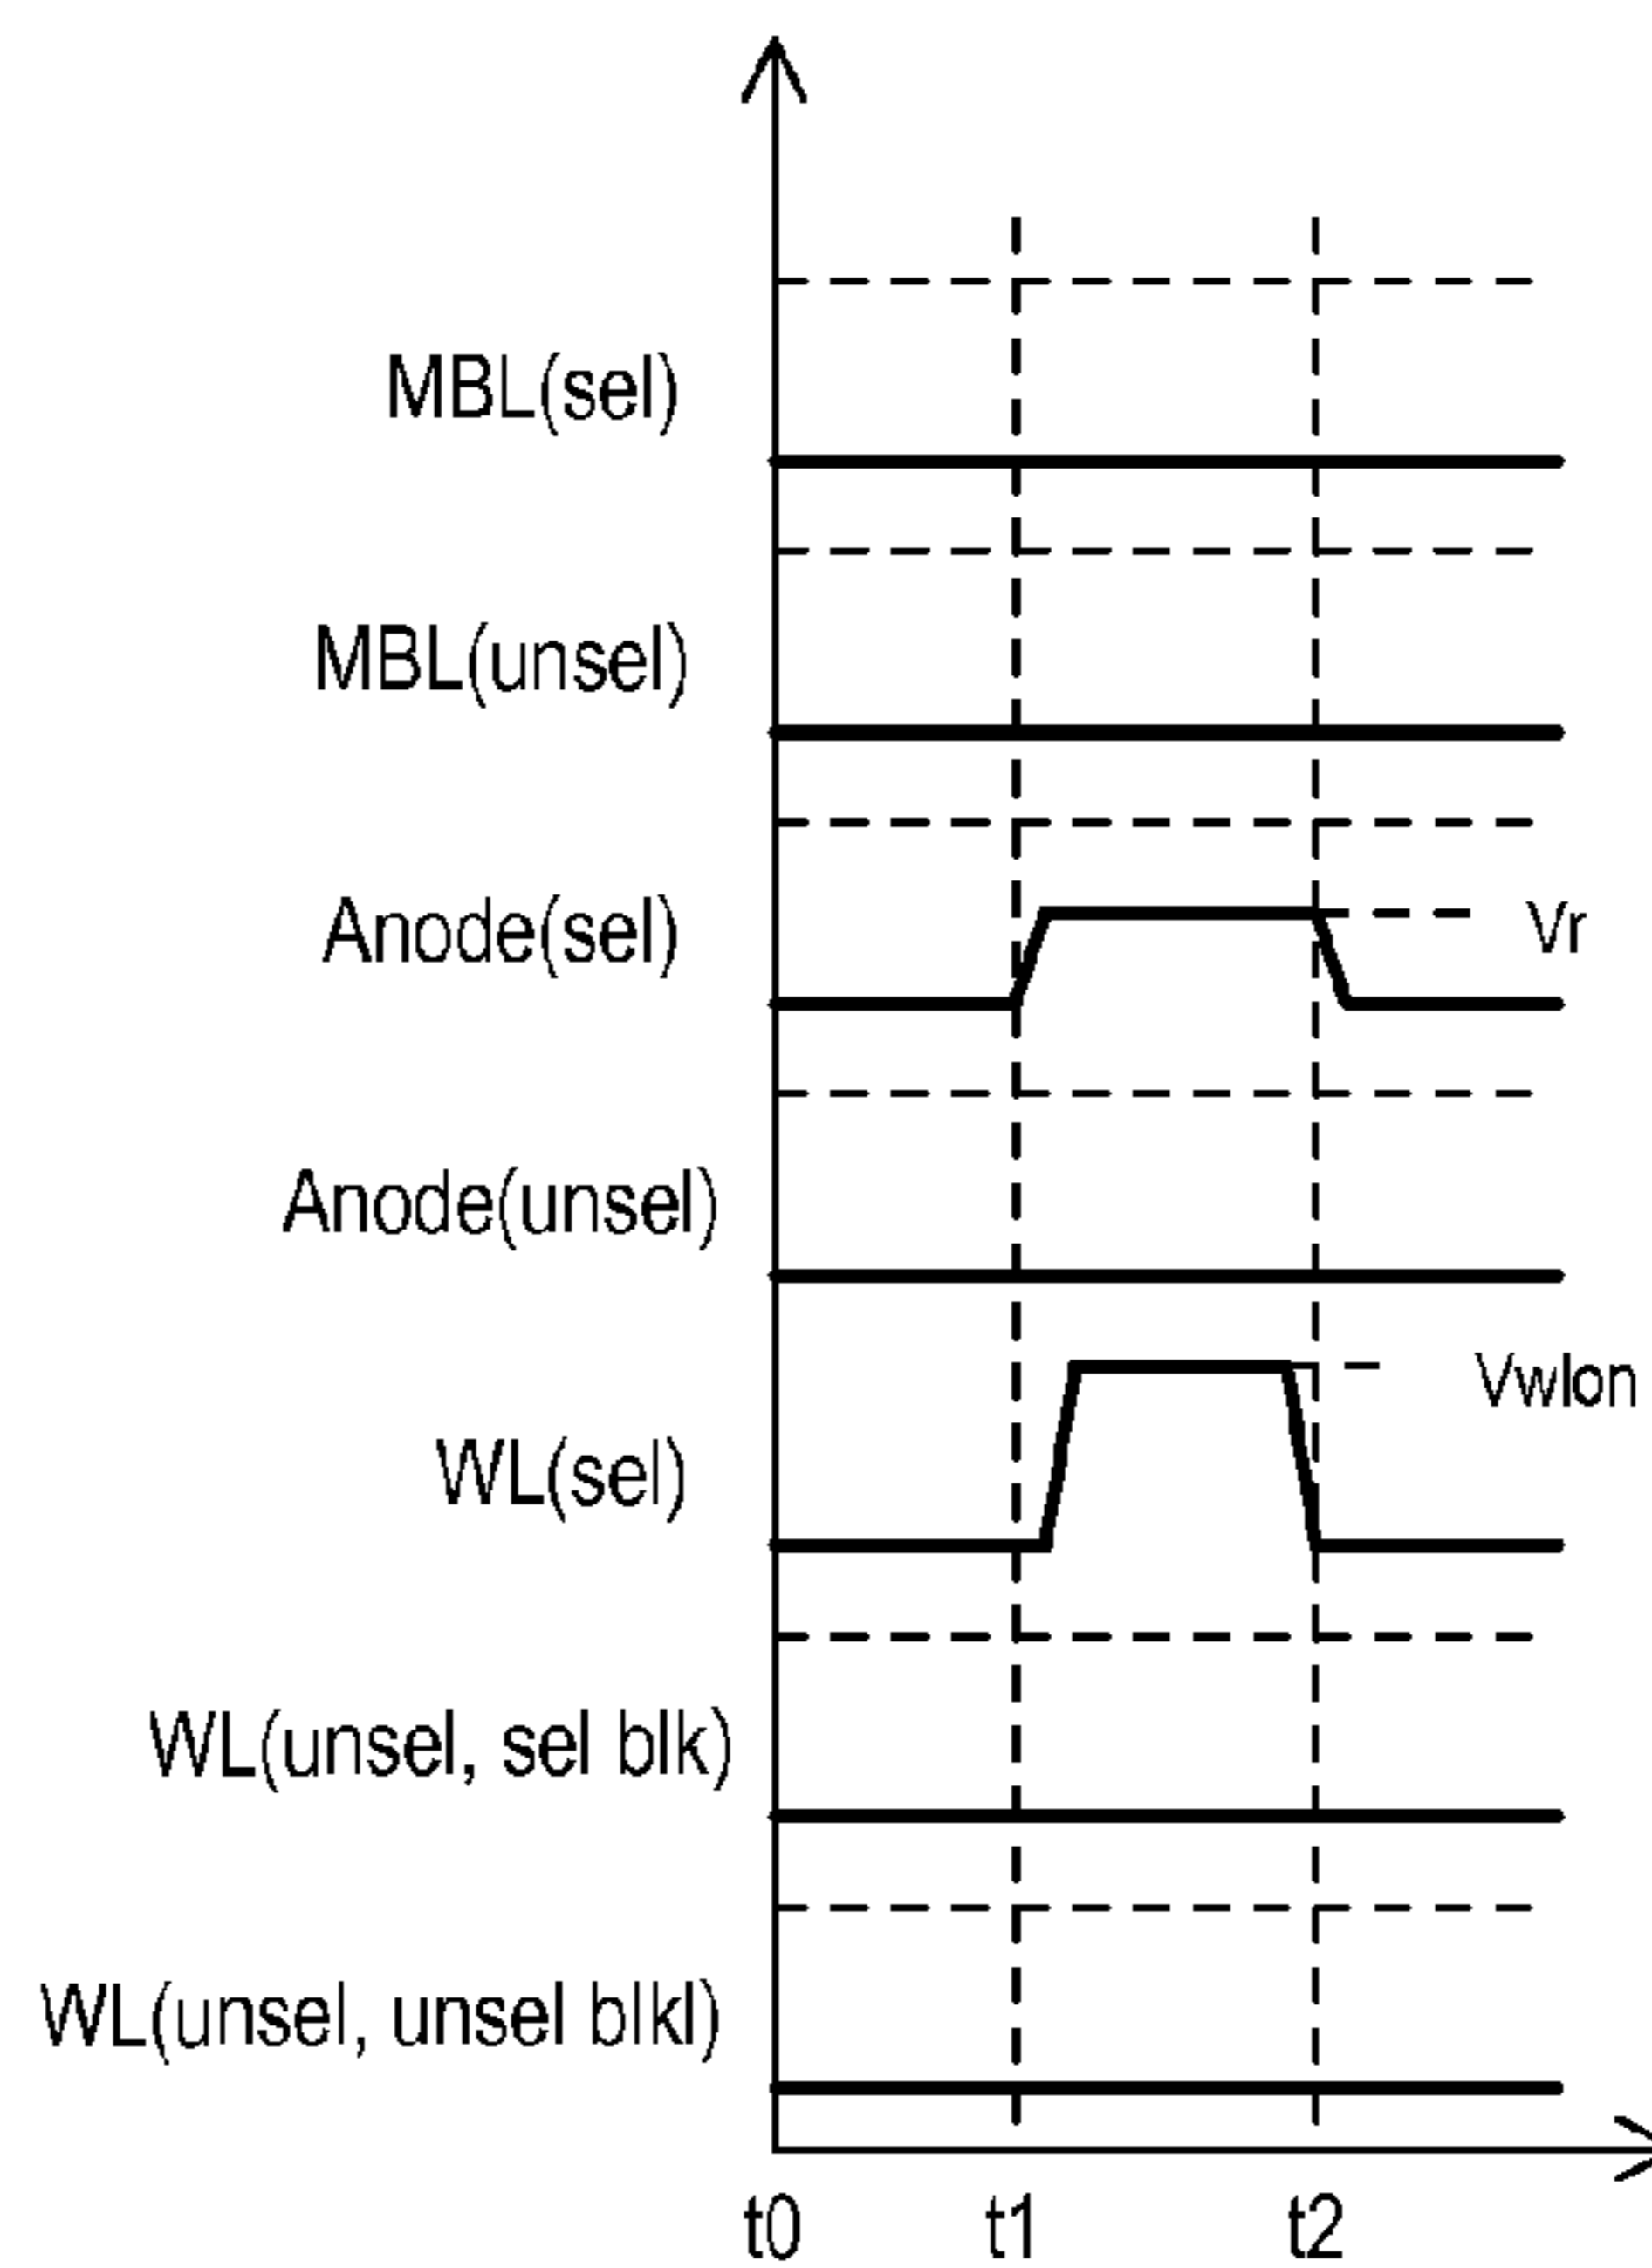 MBL(sel)
MBL(unsel)
Anode(sel)
Vr
Anode(unsel)
Vwlon
WL(sel)
WL(unsel, sel blk)
WL(unsel, unsel blkl)
t0 t1 t2